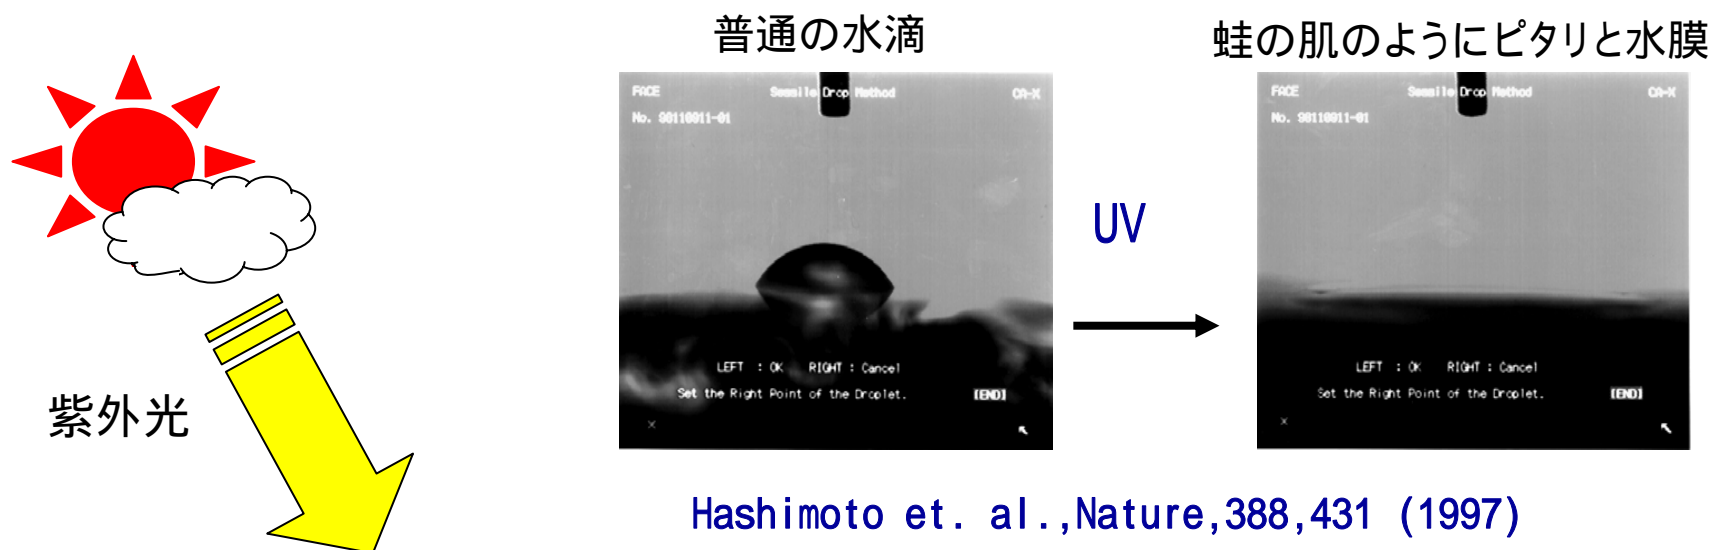 普通の水滴
蛙の肌のようにピタリと水膜
FACE Sessile Drop Method CA-X
No. 98110911-01
LEFT : OK RIGHT : Cancel
Set the Right Point of the Droplet. [END]
×
FACE Sessile Drop Method CA-X
No. 98110911-01
LEFT : OK RIGHT : Cancel
Set the Right Point of the Droplet. [END]
×
UV
紫外光
Hashimoto et. al.,Nature,388,431 (1997)